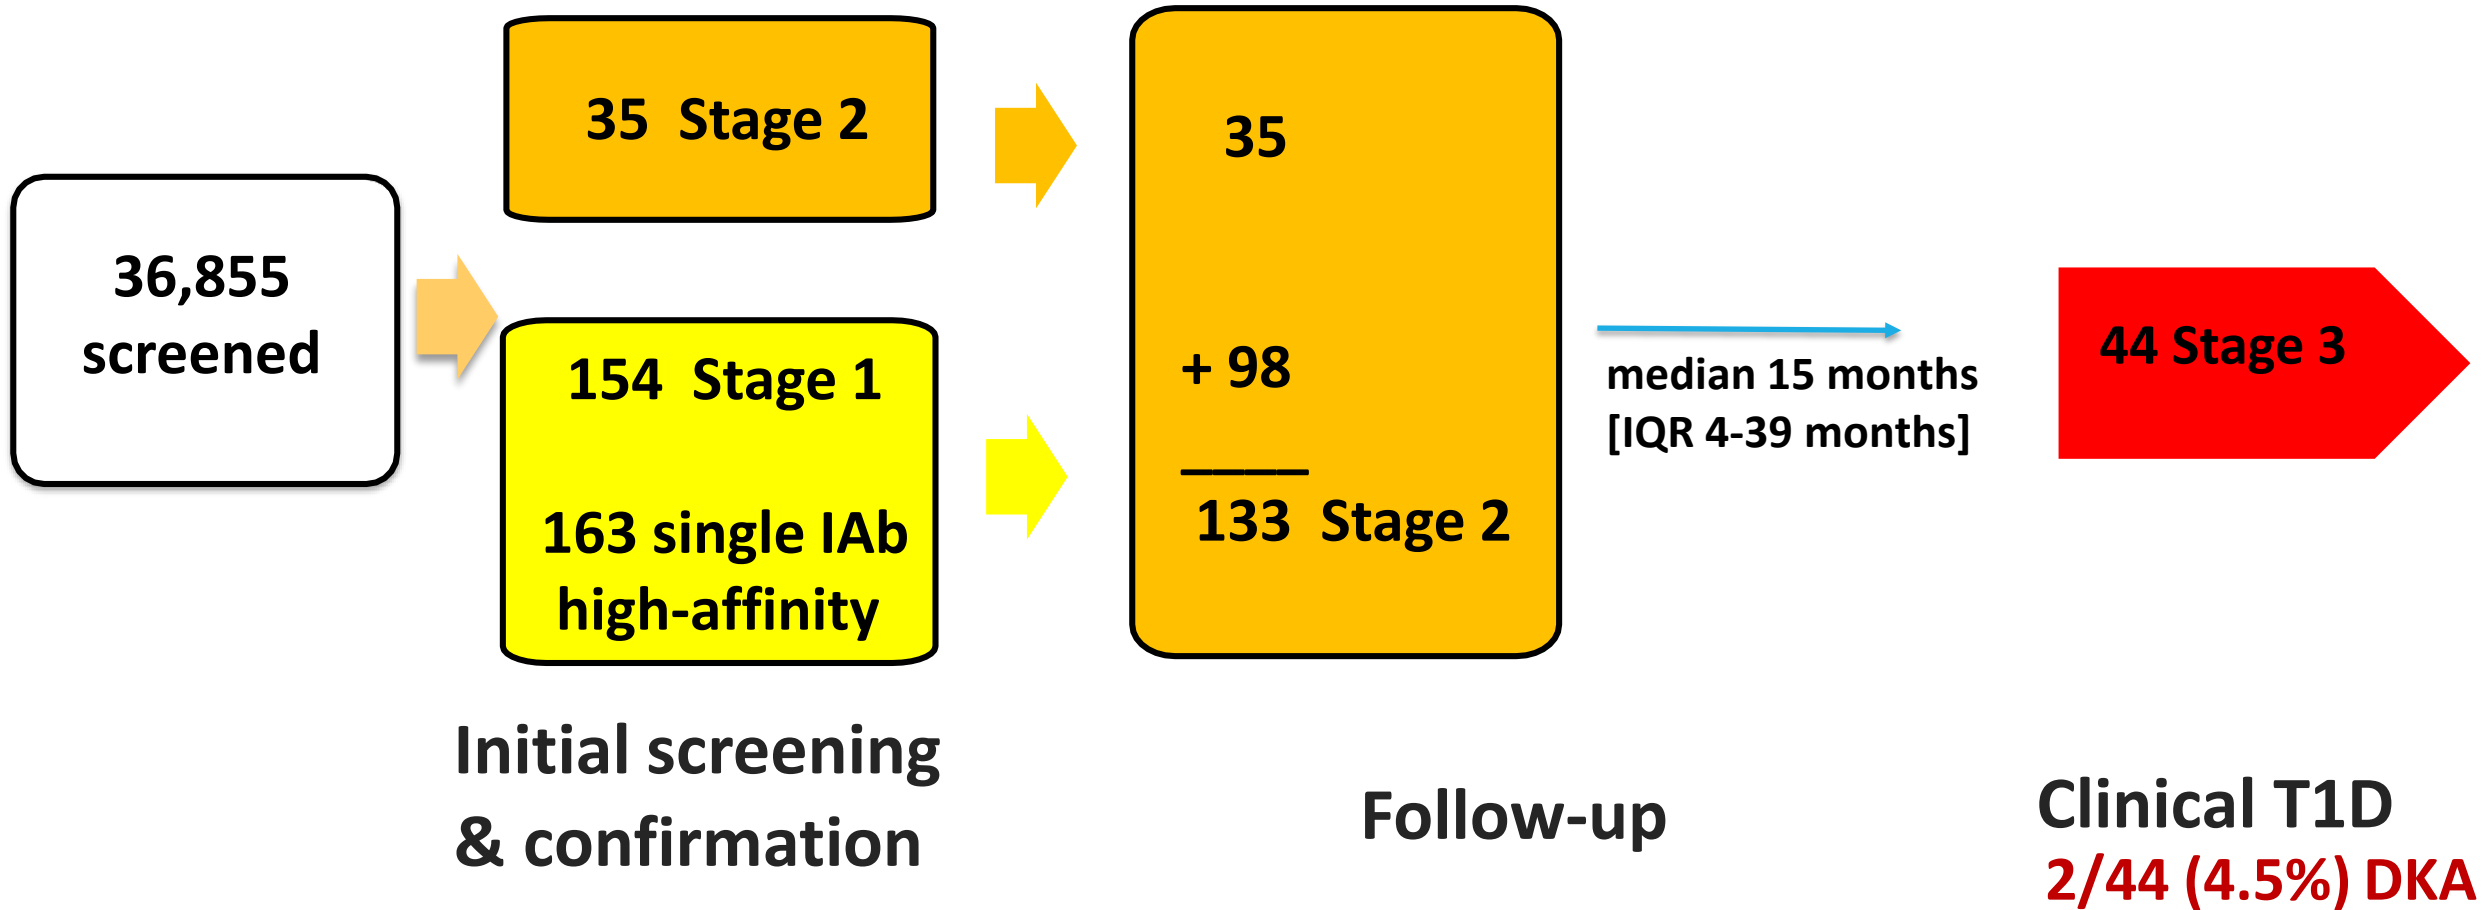 36,855
screened
35 Stage 2
154 Stage 1
163 single IAb
high-affinity
Initial screening
& confirmation
35
+ 98
____
133 Stage 2
Follow-up
median 15 months
[IQR 4-39 months]
44 Stage 3
Clinical T1D
2/44 (4.5%) DKA